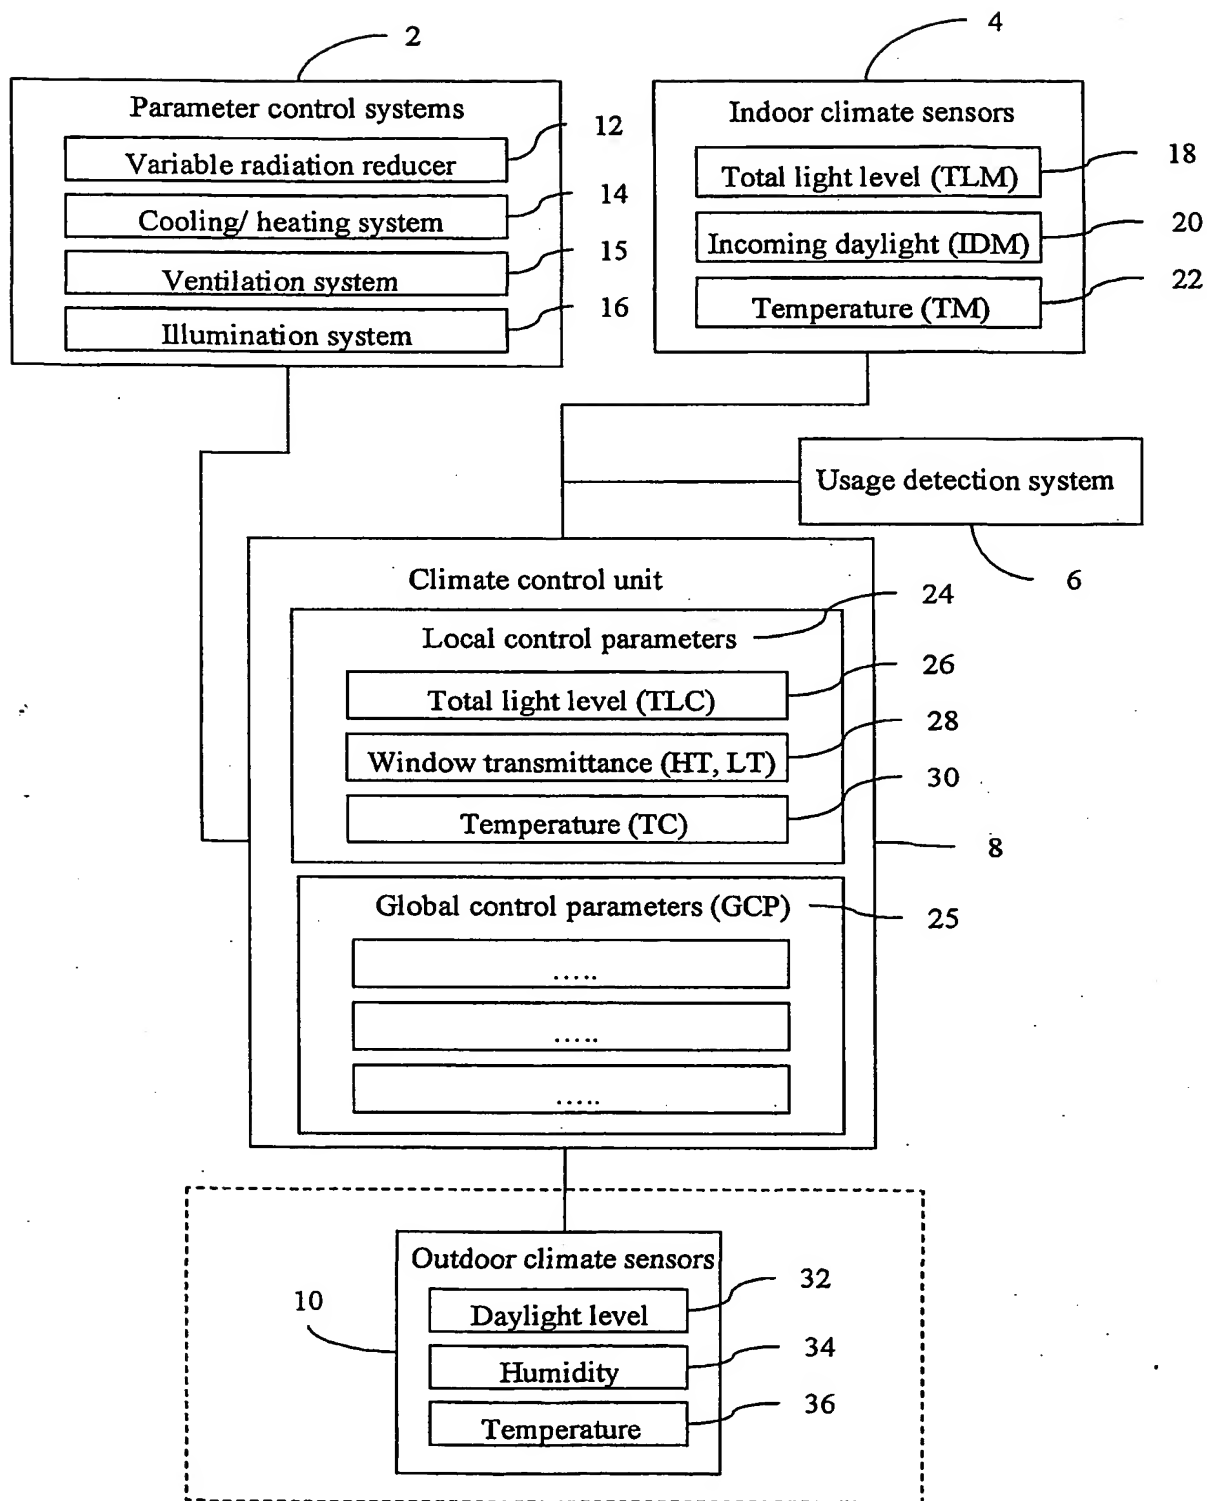 2
4
Parameter control systems
Variable radiation reducer
12
Cooling/ heating system
14
Ventilation system
15
Illumination system
16
Indoor climate sensors
Total light level (TLM)
18
Incoming daylight (IDM)
20
Temperature (TM)
22
Usage detection system
6
Climate control unit
24
Local control parameters
Total light level (TLC)
26
Window transmittance (HT, LT)
28
Temperature (TC)
30
8
Global control parameters (GCP)
25
.....
.....
.....
Outdoor climate sensors
10
Daylight level
32
Humidity
34
Temperature
36